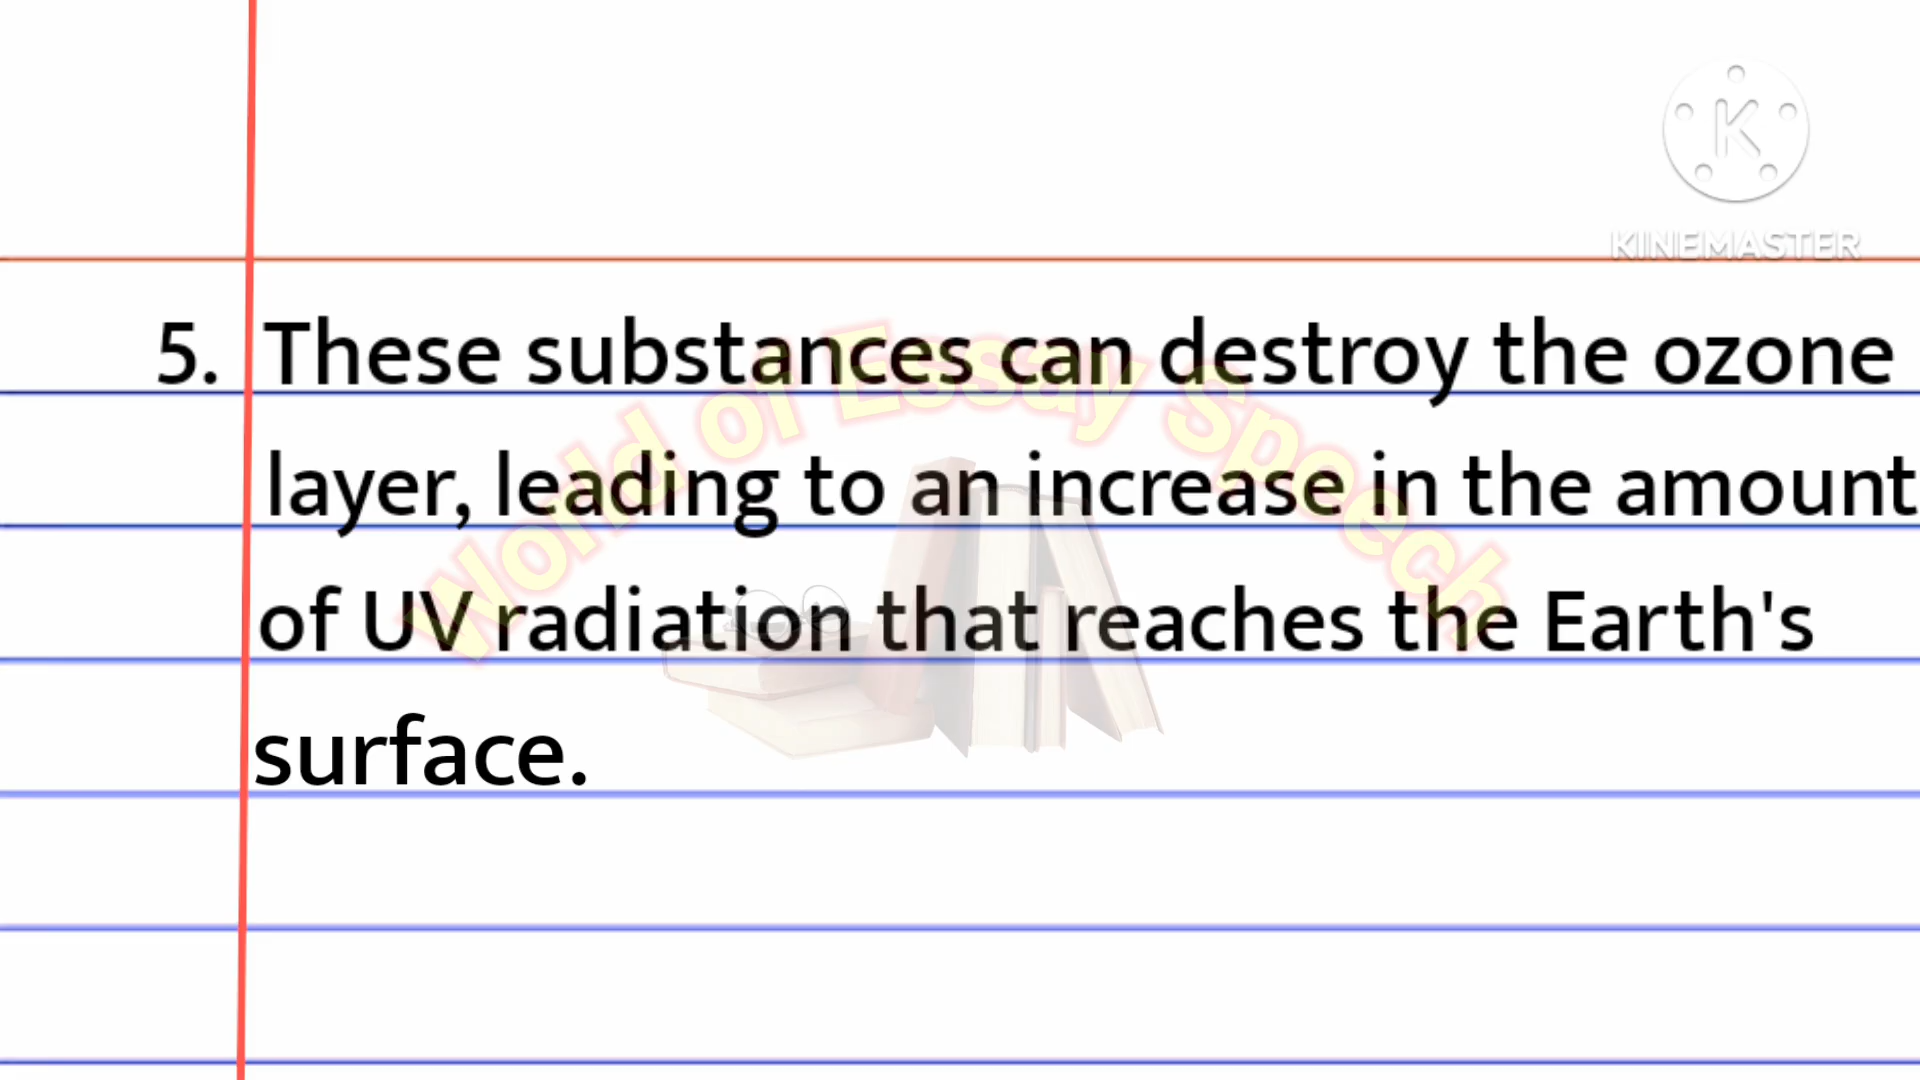 KINEMASTER
5. These substances can destroy the ozone
layer, leading to an increase in the amount
of UV radiation that reaches the Earth's
surface.
World of Essay Speech